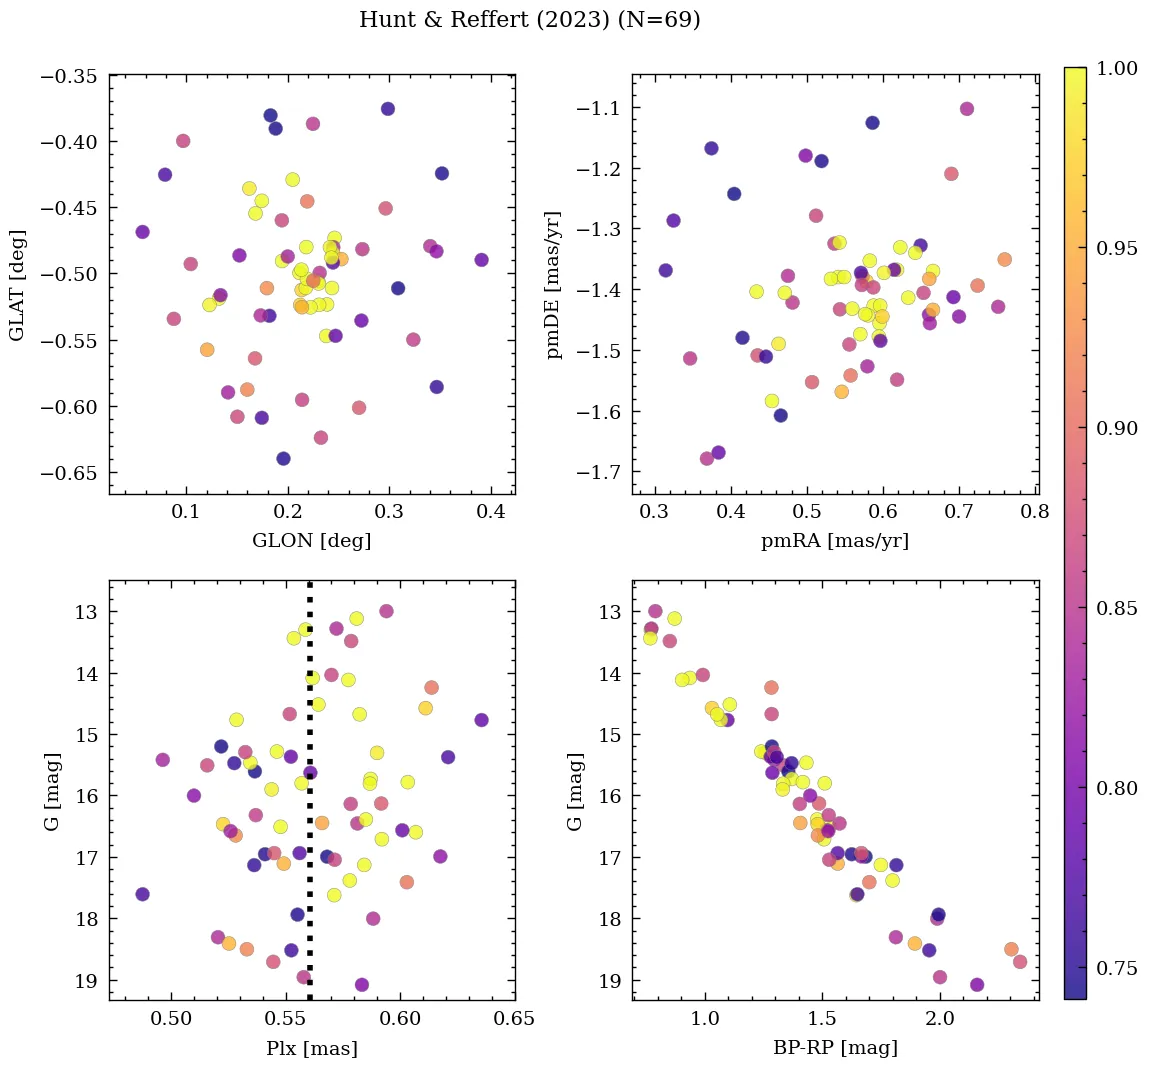 Hunt & Reffert (2023) (N=69)
−0.35
−0.40
−0.45
−0.50
−0.55
−0.60
−0.65
GLAT [deg]
0.1 0.2 0.3 0.4
GLON [deg]
−1.1
−1.2
−1.3
−1.4
−1.5
−1.6
−1.7
pmDE [mas/yr]
0.3 0.4 0.5 0.6 0.7 0.8
pmRA [mas/yr]
13
14
15
16
17
18
19
G [mag]
0.50 0.55 0.60 0.65
Plx [mas]
13
14
15
16
17
18
19
G [mag]
1.0 1.5 2.0
BP-RP [mag]
1.00
0.95
0.90
0.85
0.80
0.75